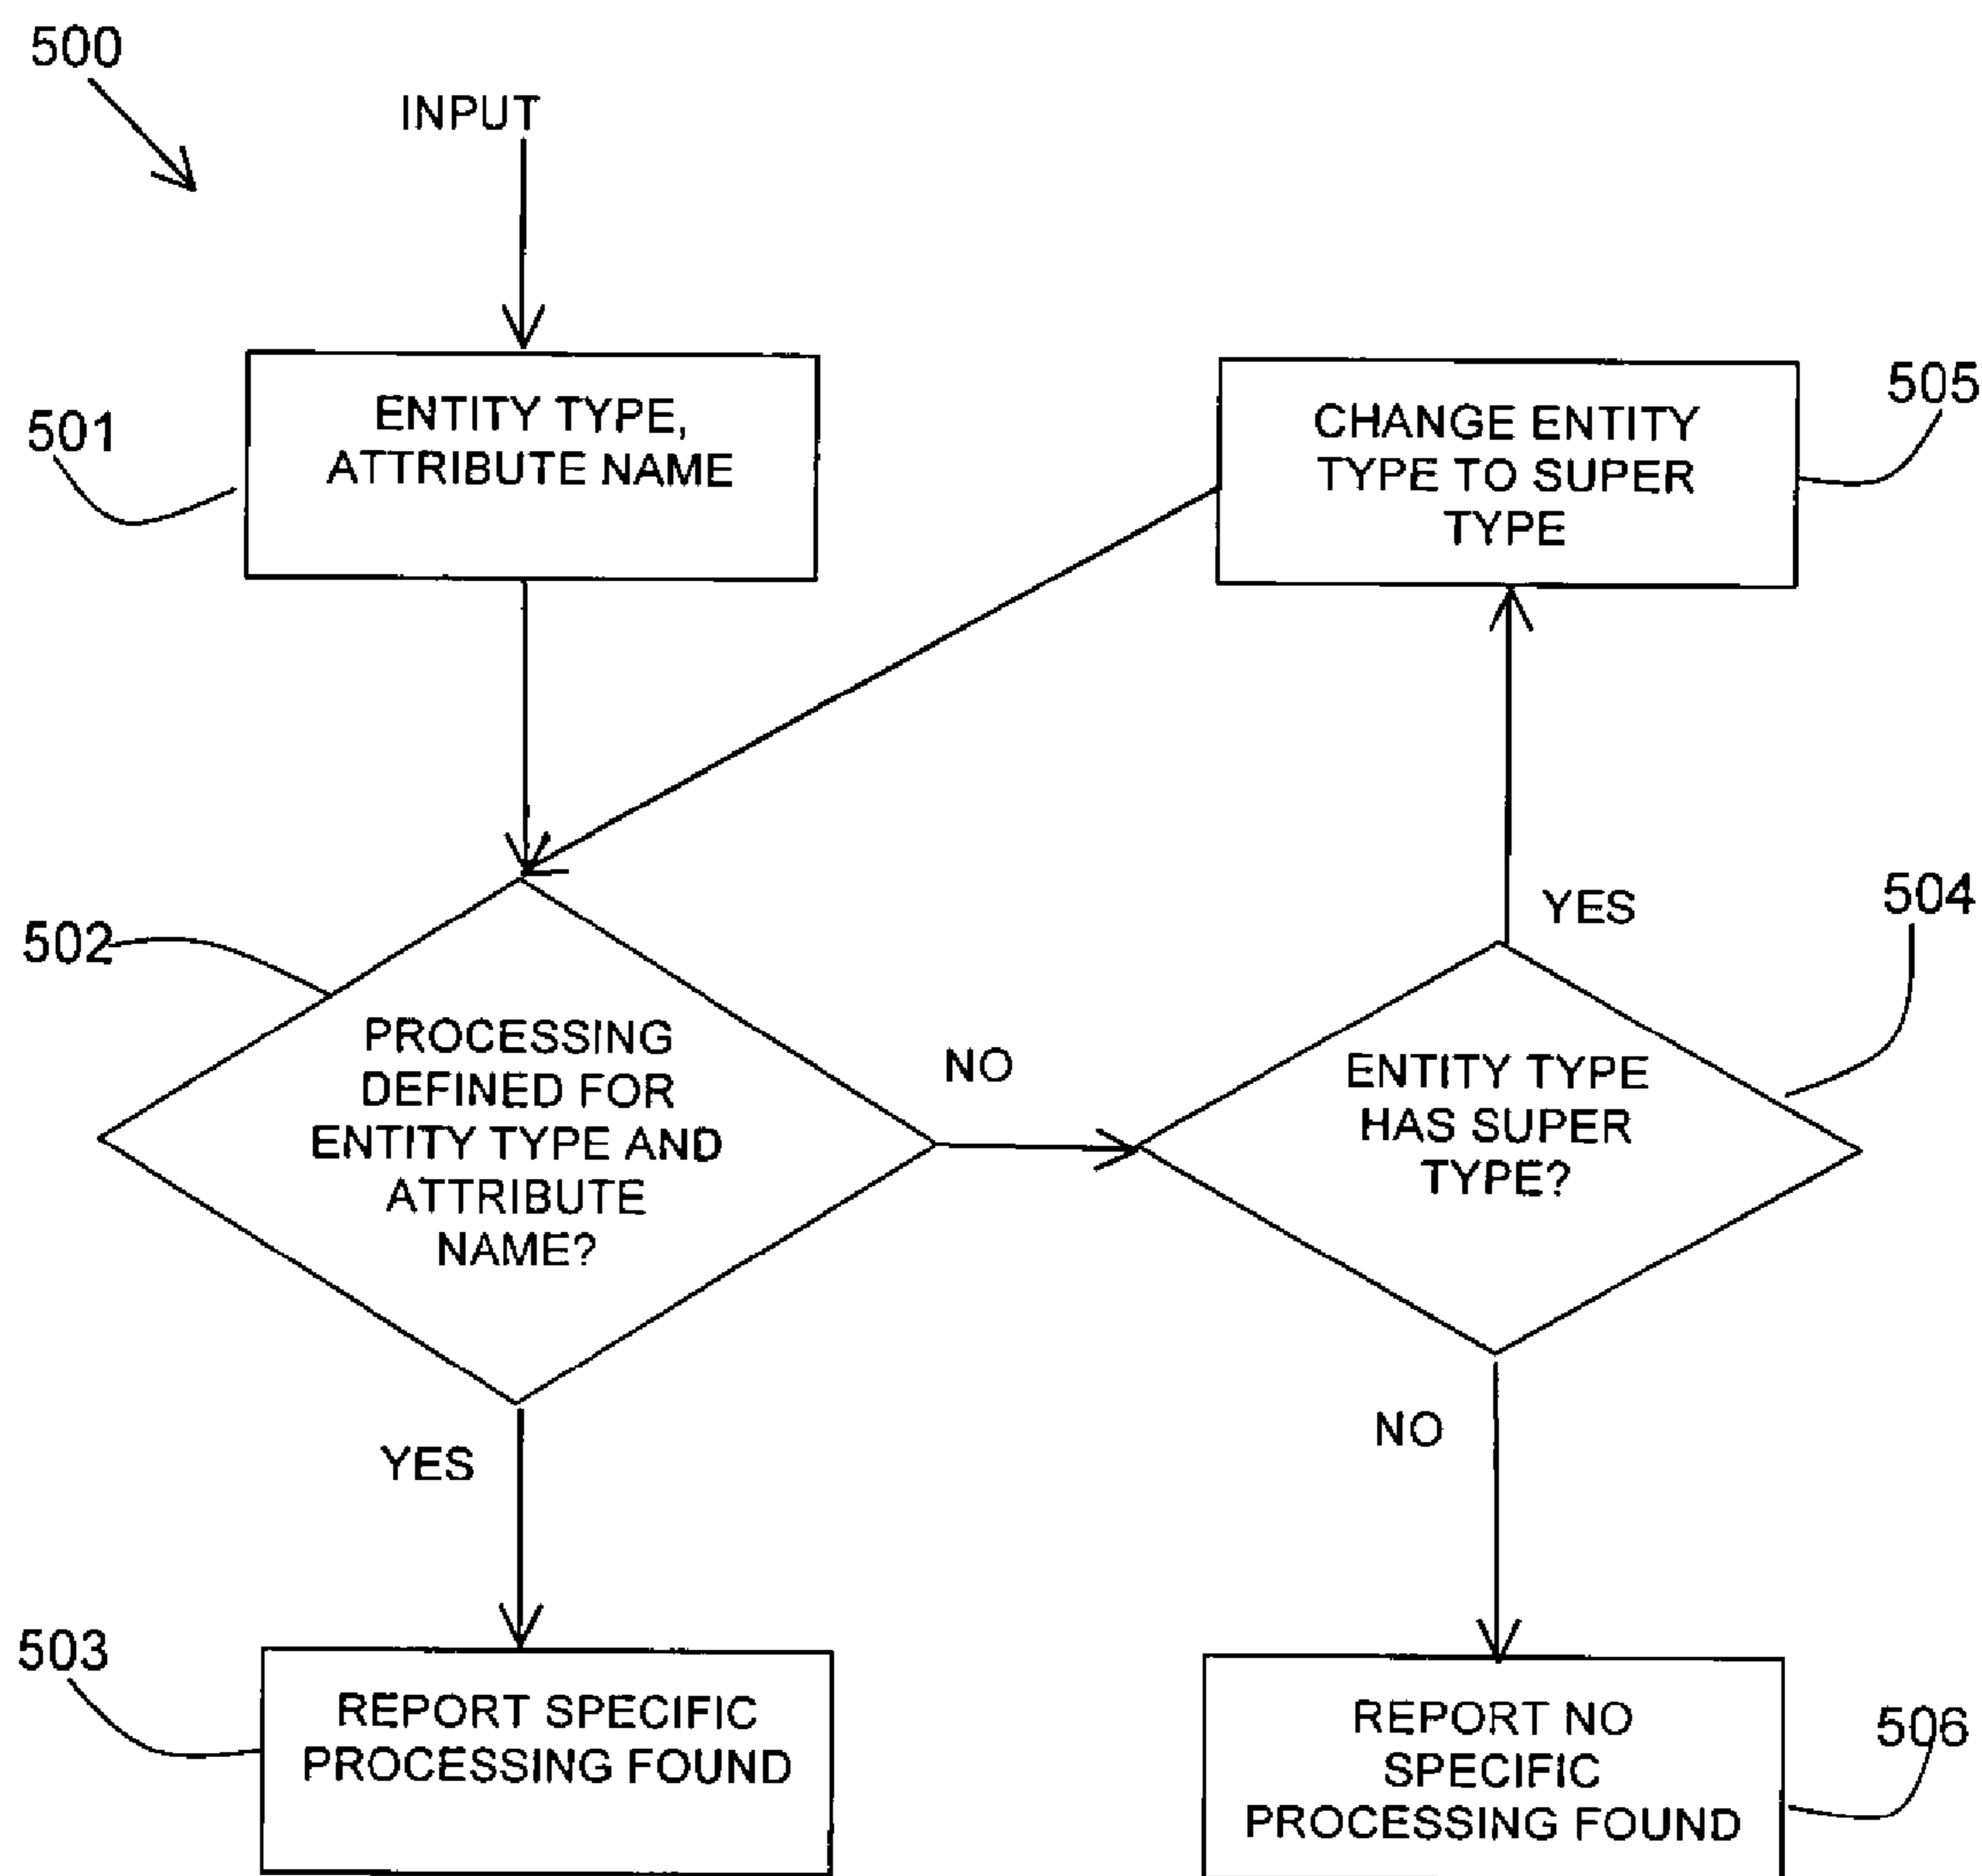 500
INPUT
501
ENTITY TYPE,
ATTRIBUTE NAME
505
CHANGE ENTITY
TYPE TO SUPER
TYPE
502
PROCESSING
DEFINED FOR
ENTITY TYPE AND
ATTRIBUTE
NAME?
NO
504
ENTITY TYPE
HAS SUPER
TYPE?
YES
YES
NO
503
REPORT SPECIFIC
PROCESSING FOUND
506
REPORT NO
SPECIFIC
PROCESSING FOUND